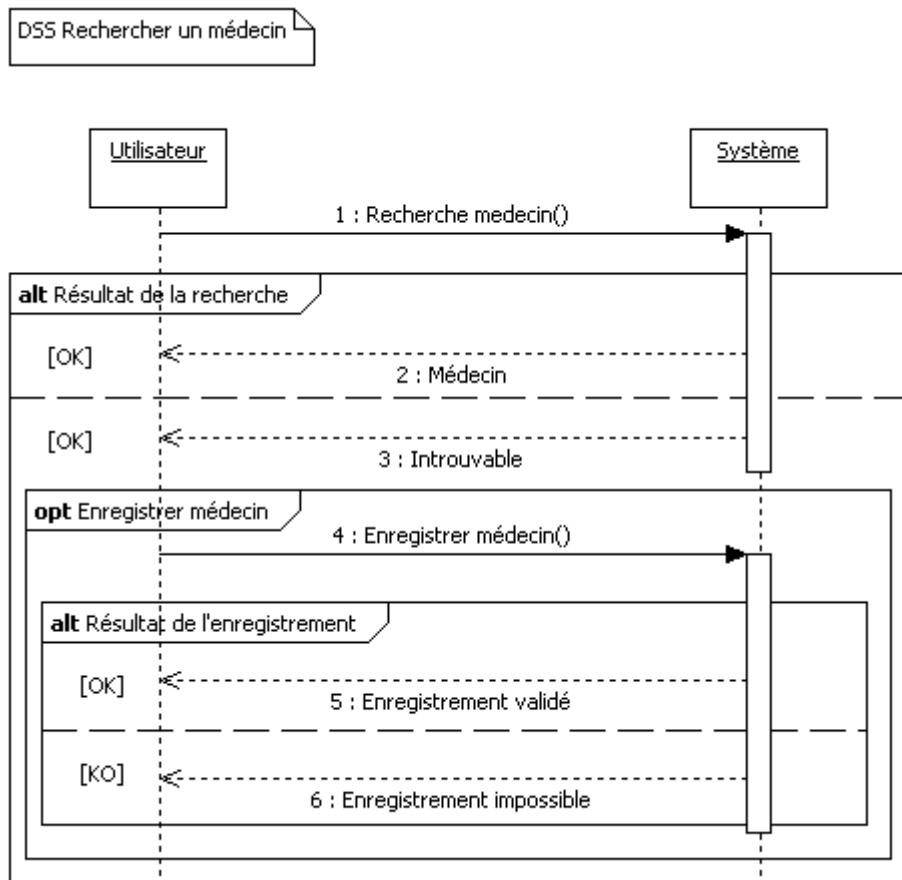 DSS Rechercher un médecin
Utilisateur
Système
1 : Recherche medecin()
alt Résultat de la recherche
[OK]
2 : Médecin
[OK]
3 : Introuvable
opt Enregistrer médecin
4 : Enregistrer médecin()
alt Résultat de l'enregistrement
[OK]
5 : Enregistrement validé
[KO]
6 : Enregistrement impossible